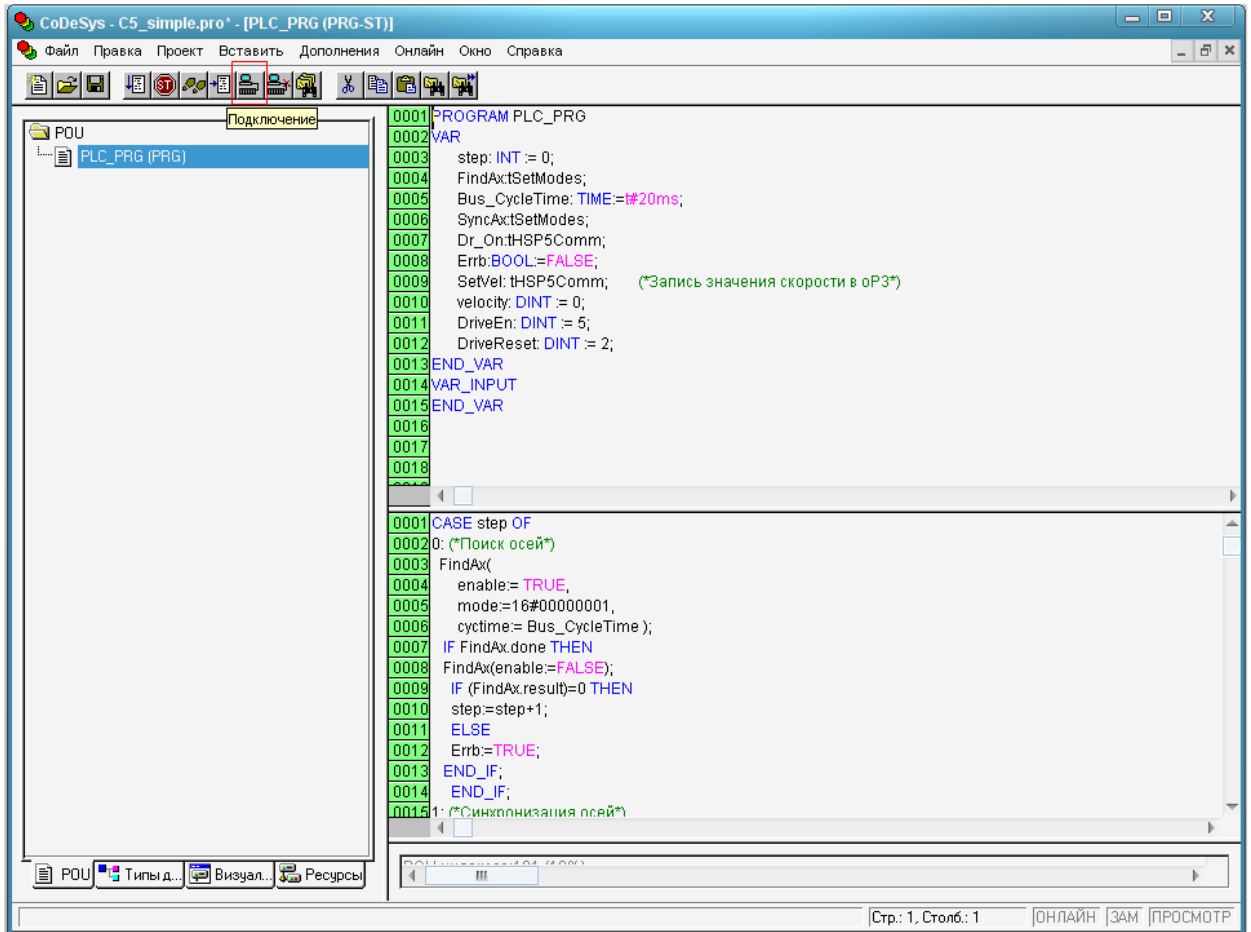 CoDeSys - C5_simple.pro* - [PLC_PRG (PRG-ST)]
Файл Правка Проект Вставить Дополнения Онлайн Окно Справка
Подключение
POU
PLC_PRG (PRG)
0001 PROGRAM PLC_PRG
0002 VAR
0003 step: INT := 0;
0004 FindAx:tSetModes;
0005 Bus_CycleTime: TIME:=t#20ms;
0006 SyncAx:tSetModes;
0007 Dr_On:tHSP5Comm;
0008 Errb:BOOL:=FALSE;
0009 SetVel: tHSP5Comm; (*Запись значения скорости в oP3*)
0010 velocity: DINT := 0;
0011 DriveEn: DINT := 5;
0012 DriveReset: DINT := 2;
0013 END_VAR
0014 VAR_INPUT
0015 END_VAR
0016
0017
0018
0001 CASE step OF
0002 0: (*Поиск осей*)
0003 FindAx(
0004 enable:= TRUE,
0005 mode:=16#00000001,
0006 cyctime:= Bus_CycleTime );
0007 IF FindAx.done THEN
0008 FindAx(enable:=FALSE);
0009 IF (FindAx.result)=0 THEN
0010 step:=step+1;
0011 ELSE
0012 Errb:=TRUE;
0013 END_IF;
0014 END_IF;
0015 1: (*Синхронизация осей*)
POU Типы д... Визуал... Ресурсы
Стр.: 1, Столб.: 1 ОНЛАЙН ЗАМ ПРОСМОТР